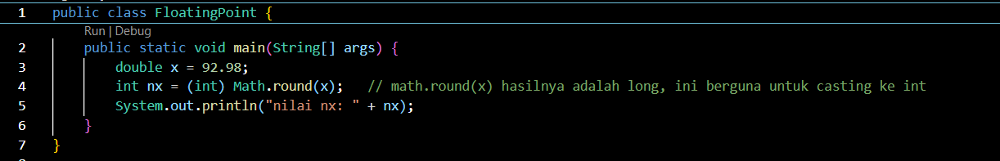 1 public class FloatingPoint {
Run | Debug
2 public static void main(String[] args) {
3 double x = 92.98;
4 int nx = (int) Math.round(x); // math.round(x) hasilnya adalah long, ini berguna untuk casting ke int
5 System.out.println("nilai nx: " + nx);
6 }
7 }